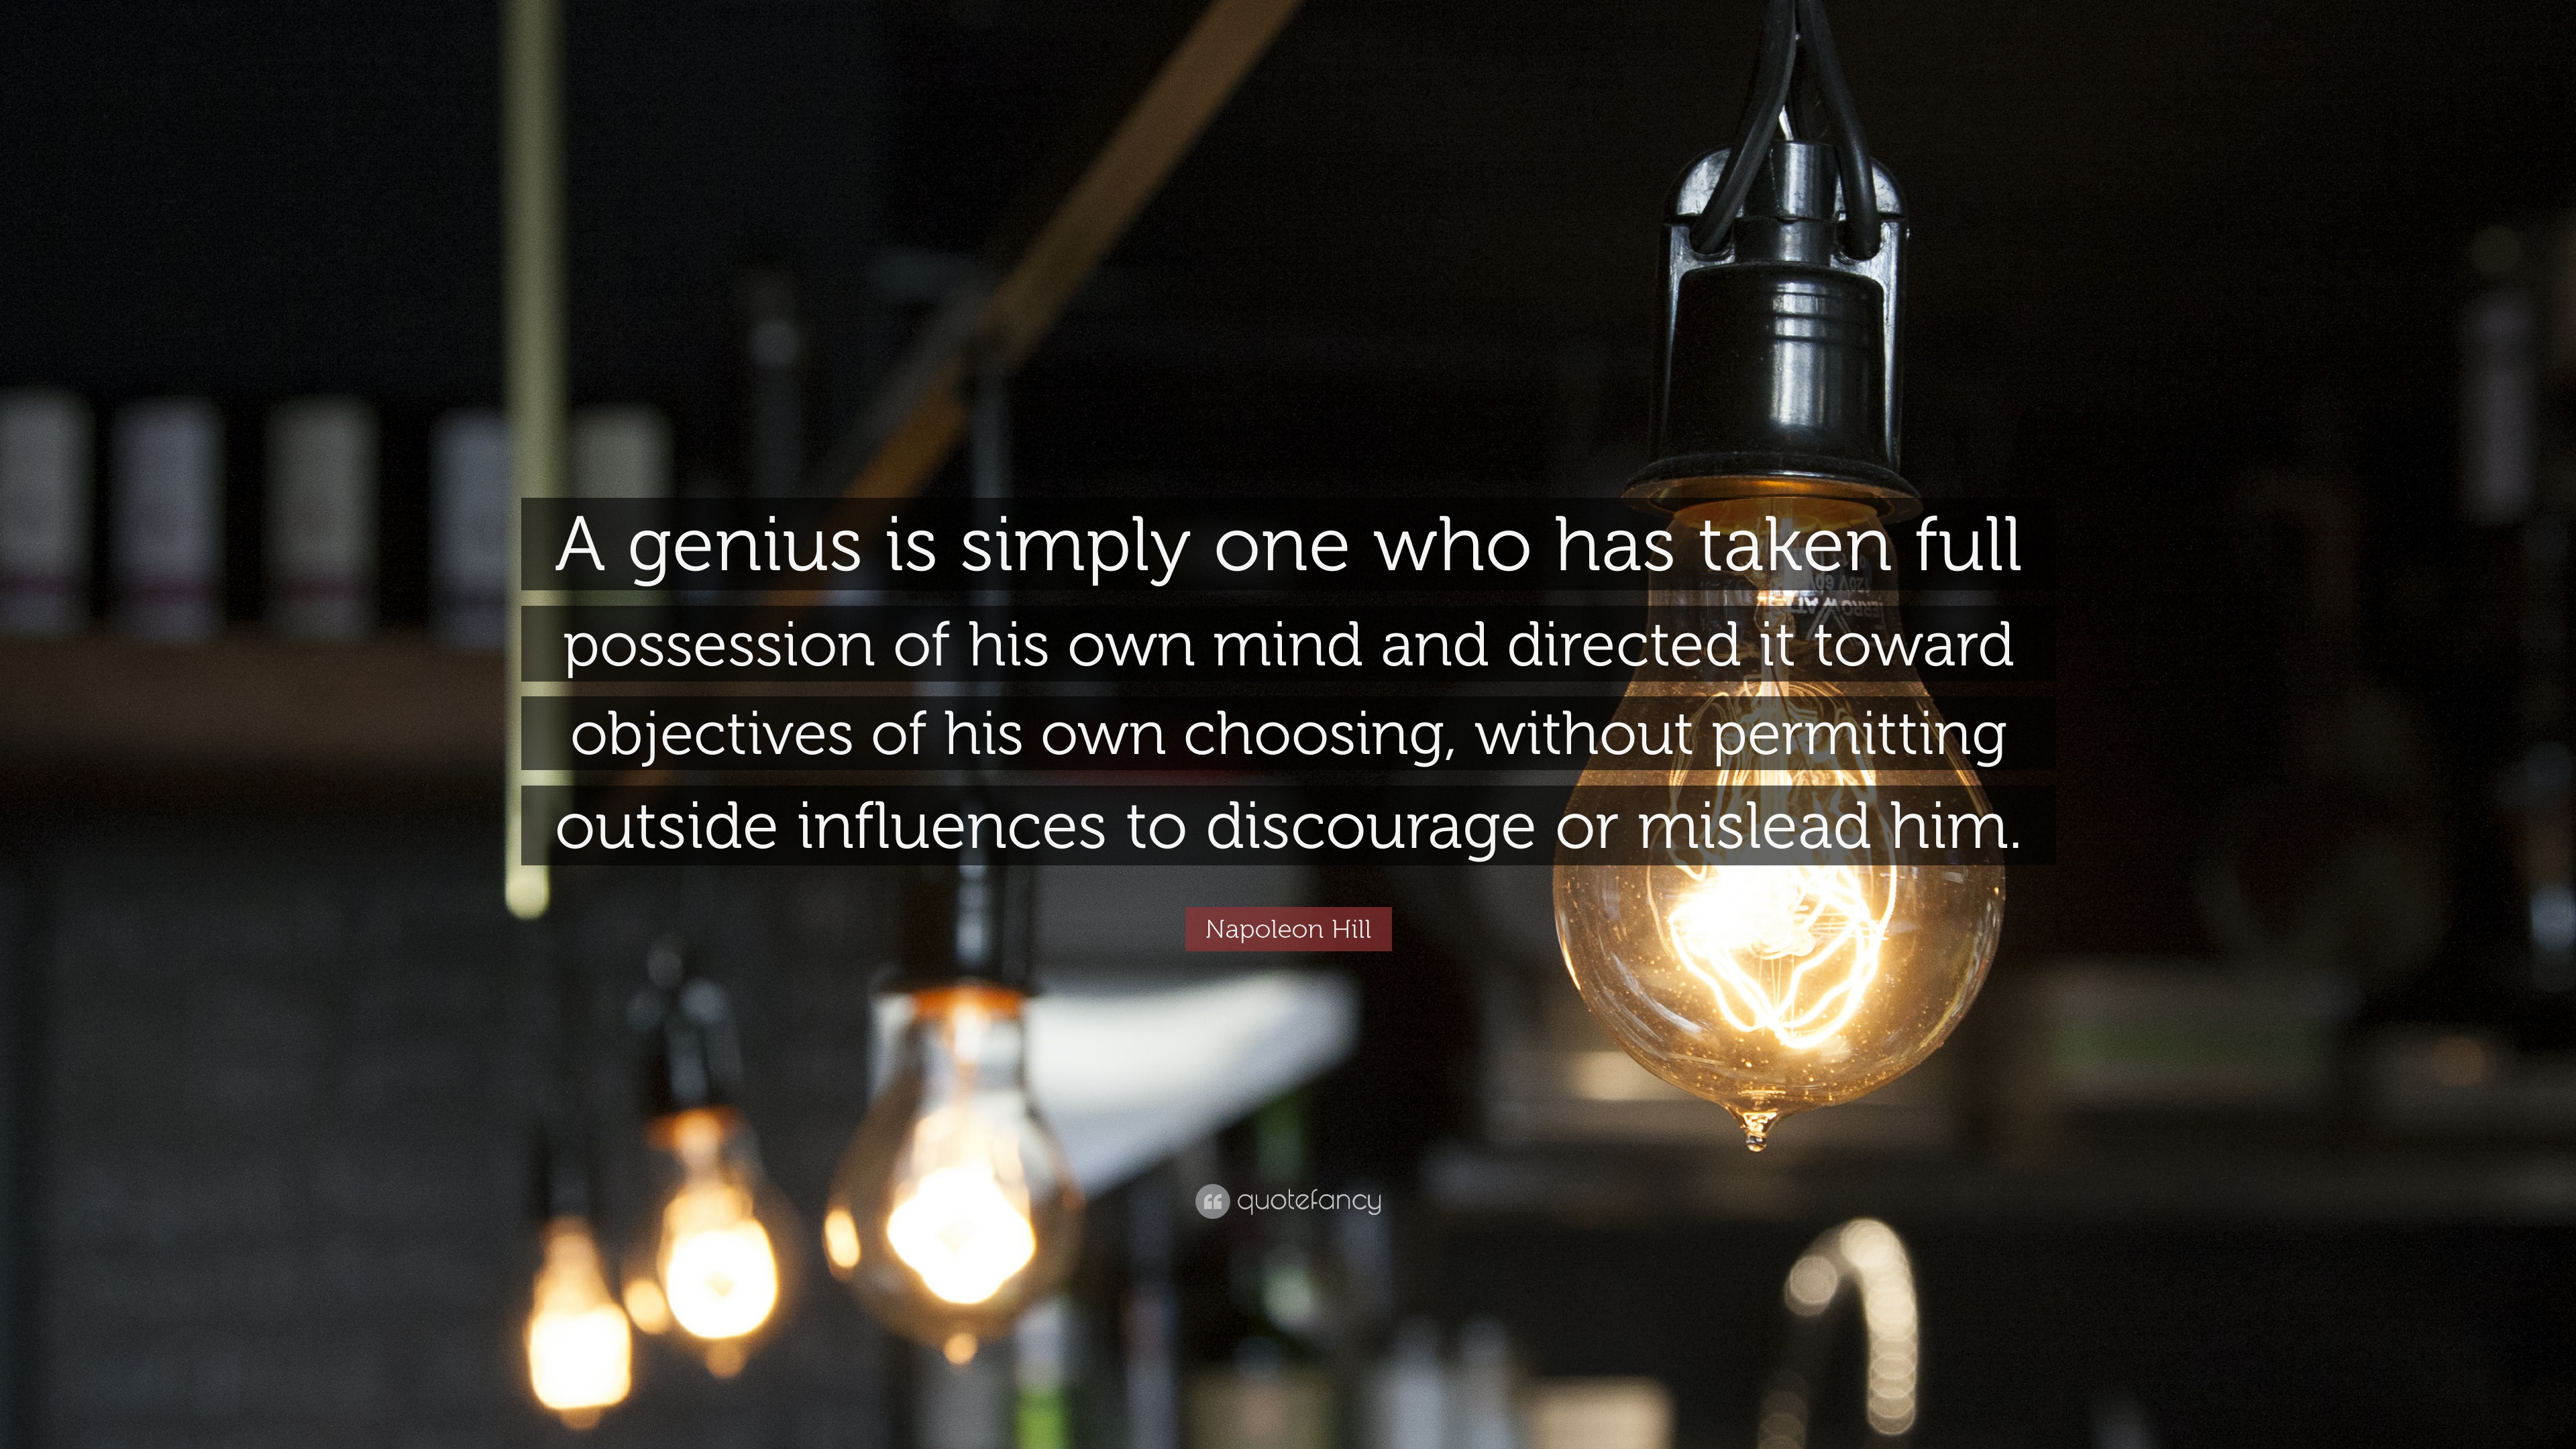 A genius is simply one who has taken full
possession of his own mind and directed it toward
objectives of his own choosing, without permitting
outside influences to discourage or mislead him.
Napoleon Hill
quotefancy